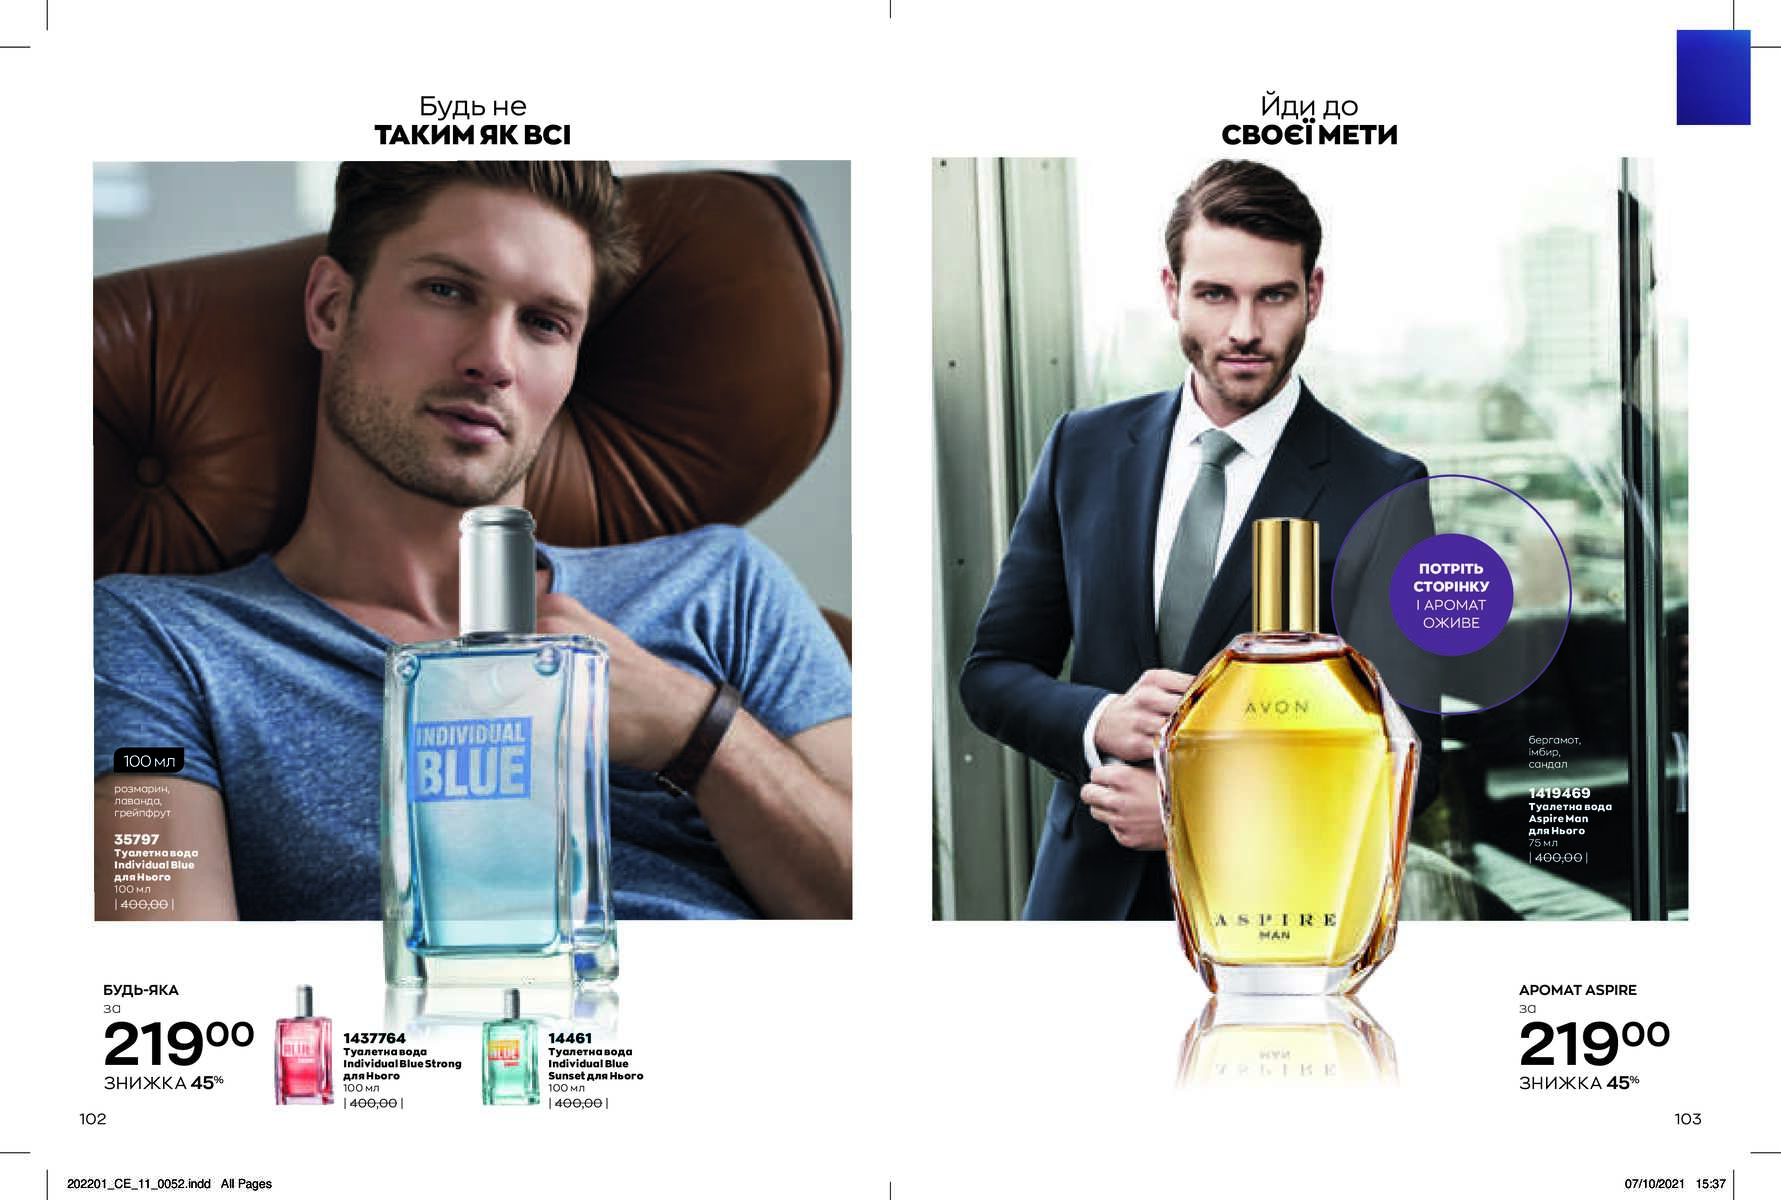 Будь не
ТАКИМ ЯК ВСІ
INDIVIDUAL
BLUE
100 мл
розмарин,
лаванда,
грейпфрут
35797
Туалетна вода
Individual Blue
для Нього
100 мл
| 400,00 |
БУДЬ-ЯКА
за
219⁰⁰
ЗНИЖКА 45%
BLUE
1437764
Туалетна вода
Individual Blue Strong
для Нього
100 мл
| 400,00 |
BLUE
14461
Туалетна вода
Individual Blue
Sunset для Нього
100 мл
| 400,00 |
102
Йди до
СВОЄЇ МЕТИ
ПОТРІТЬ
СТОРІНКУ
І АРОМАТ
ОЖИВЕ
AVON
ASPIRE
MAN
бергамот,
імбир,
сандал
1419469
Туалетна вода
Aspire Man
для Нього
75 мл
| 400,00 |
АРОМАТ ASPIRE
за
219⁰⁰
ЗНИЖКА 45%
103
202201_CE_11_0052.indd All Pages
07/10/2021 15:37